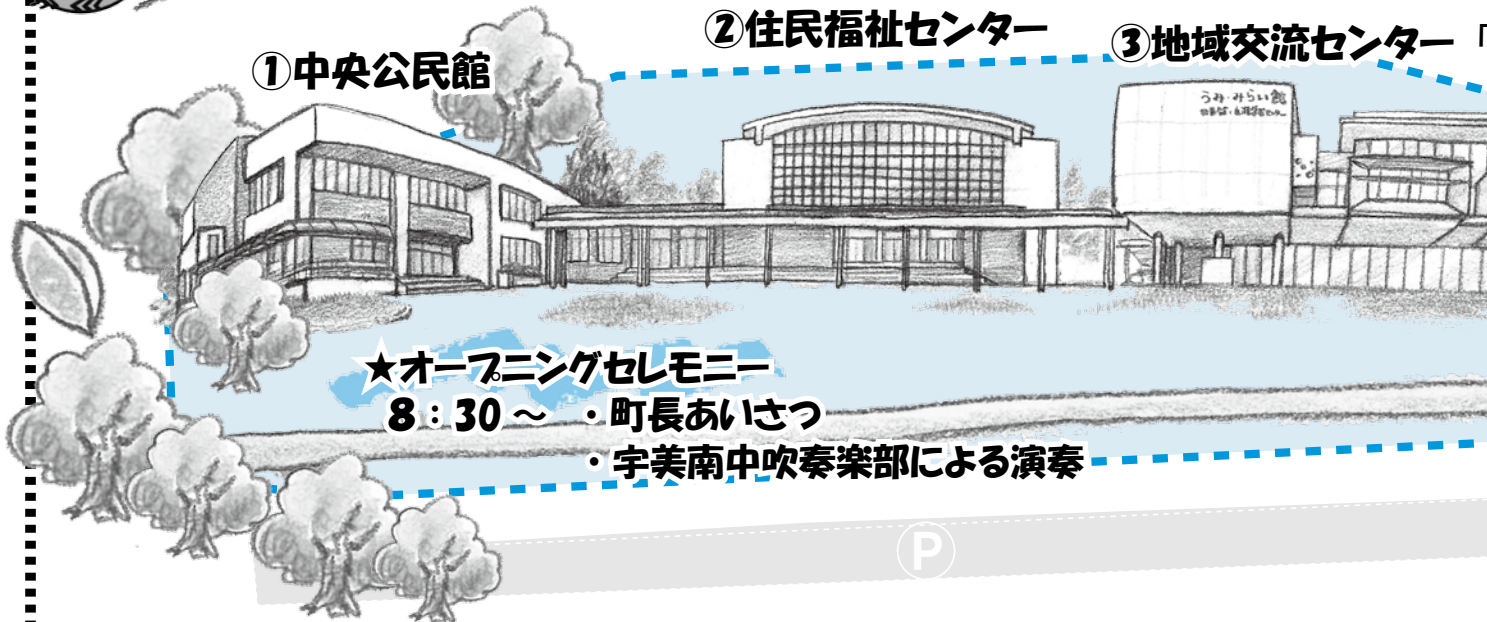 ①中央公民館
②住民福祉センター
③地域交流センター「
うみ・みらい館
★オープニングセレモニー
8：30～ ・町長あいさつ
・宇美南中吹奏楽部による演奏
P